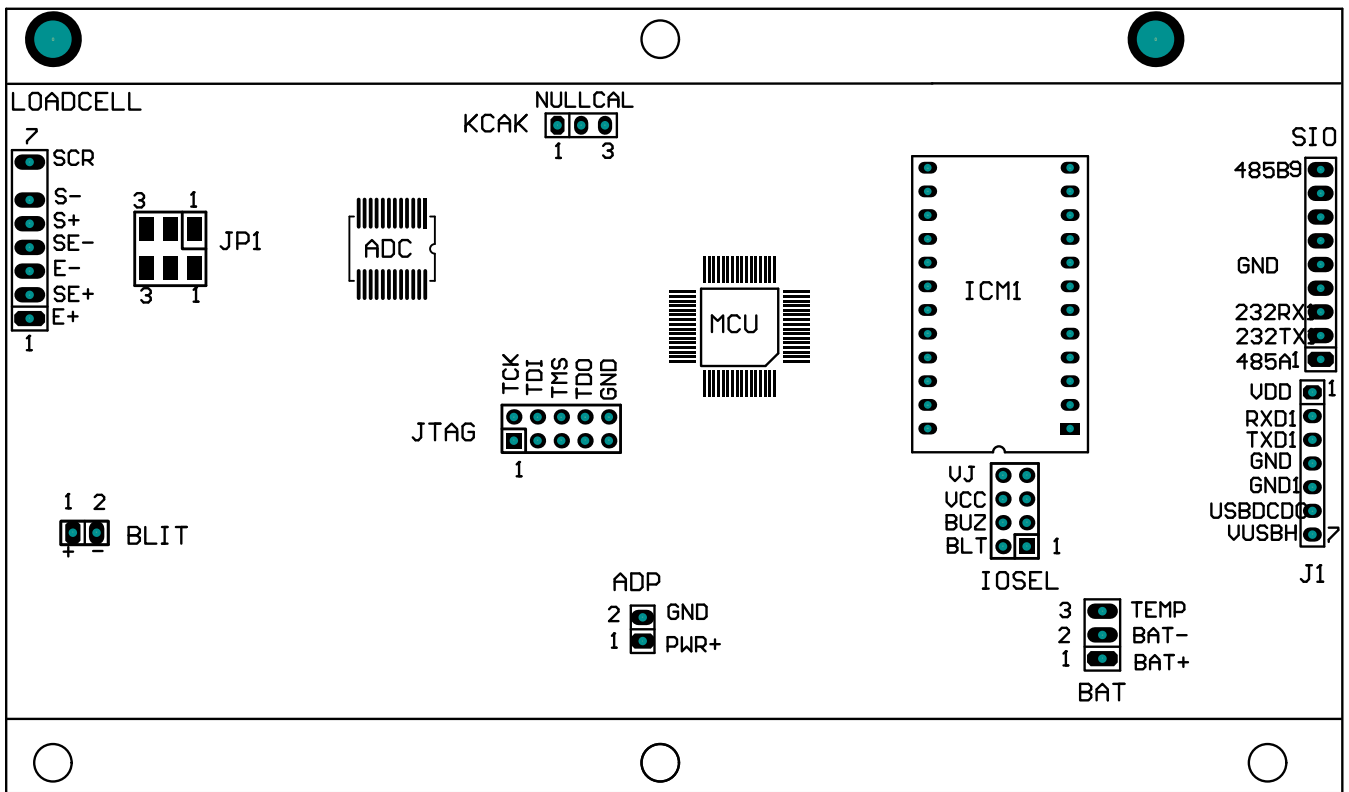 LOADCELL
7
SCR
S-
S+
SE-
E-
SE+
E+
1
3 1
JP1
3 1
ADC
NULLCAL
KCAK
1 3
MCU
ICM1
SIO
485B9
GND
232RX1
232TX1
485A1
VDD 1
RXD1
TXD1
GND
GND1
USBDCDC
VUSBH 7
J1
TCK
TDI
TMS
TDO
GND
JTAG
1
1 2
BLIT
+ -
VJ
VCC
BUZ
BLT 1
IOSEL
ADP
2 GND
1 PWR+
3 TEMP
2 BAT-
1 BAT+
BAT